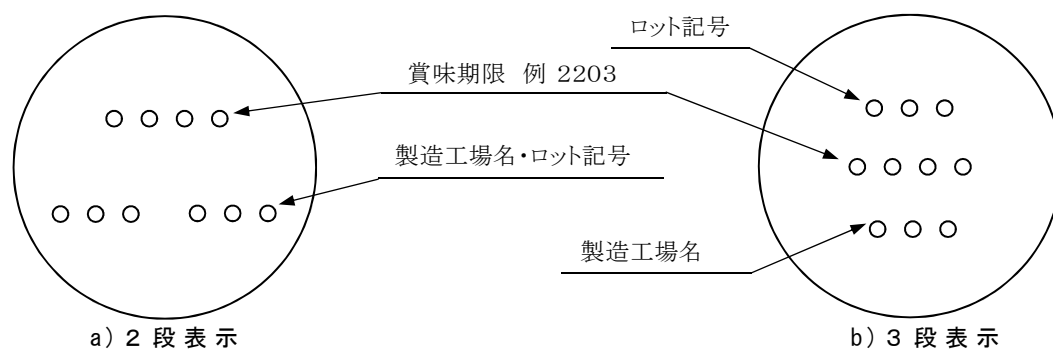 ロット記号
賞味期限 例 2203
○ ○ ○ ○
○ ○ ○
製造工場名・ロット記号
○ ○ ○ ○
○ ○ ○ ○ ○ ○
○ ○ ○
製造工場名
a) 2 段 表 示
b) 3 段 表 示